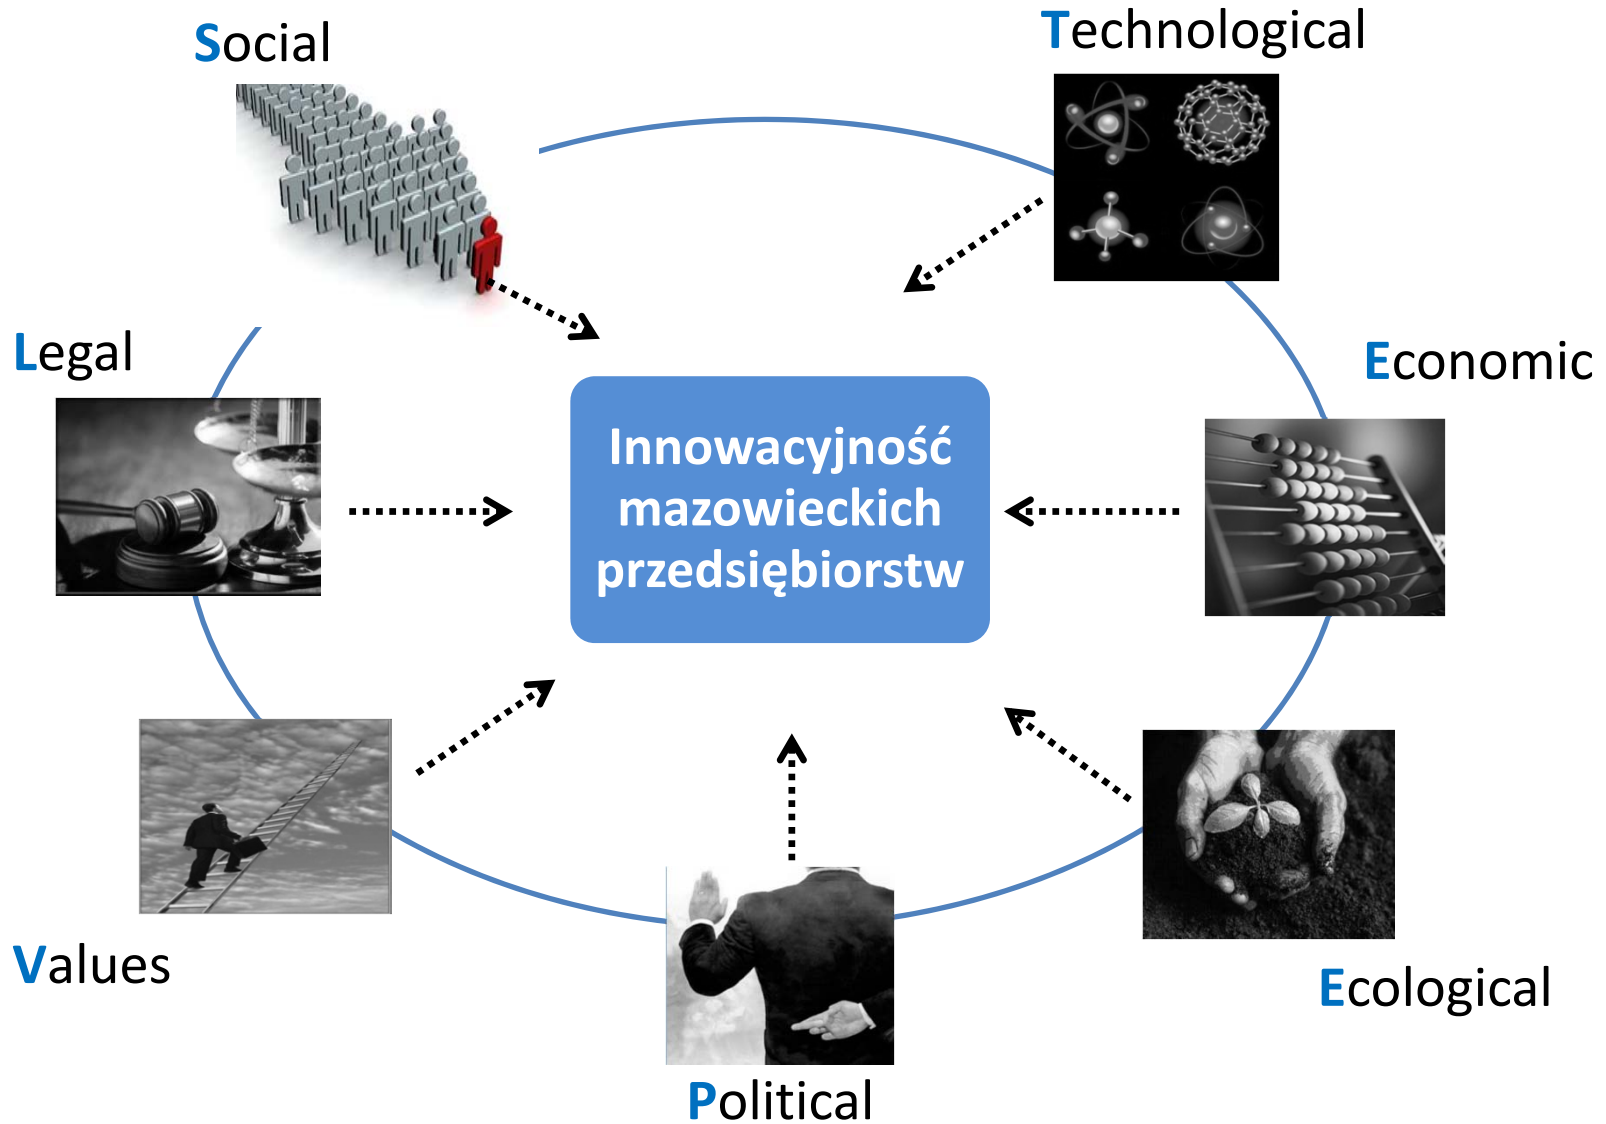 Social
Technological
Legal
Economic
Innowacyjność
mazowieckich
przedsiębiorstw
Values
Ecological
Political